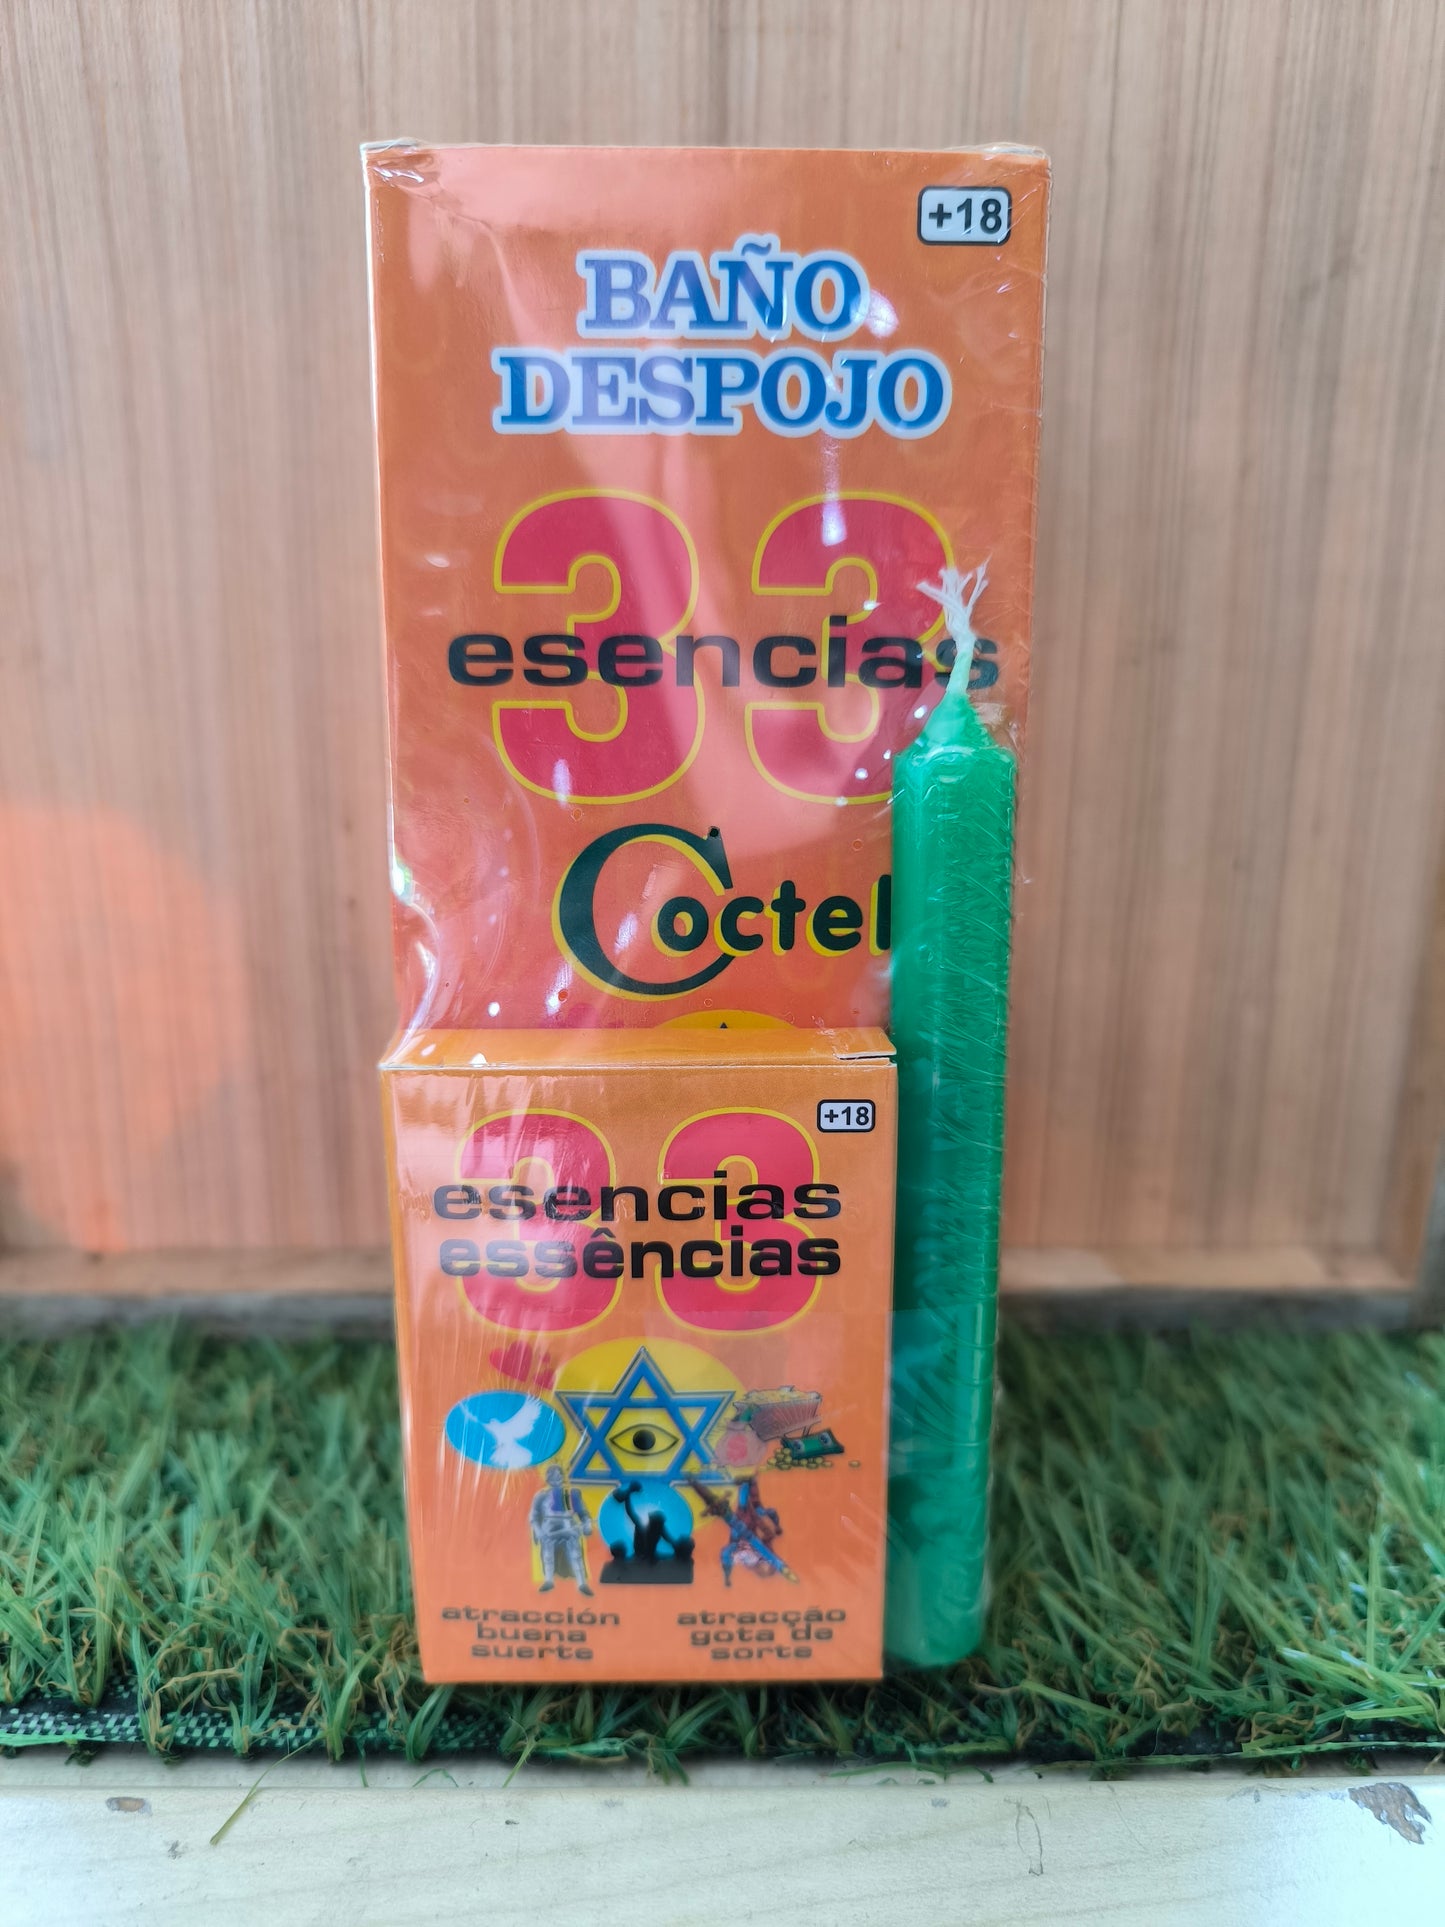 +18
BAÑO
DESPOJO
33
esencias
Coctel
+18
33
esencias
essências
atracción
buena
suerte
atracção
gota de
sorte